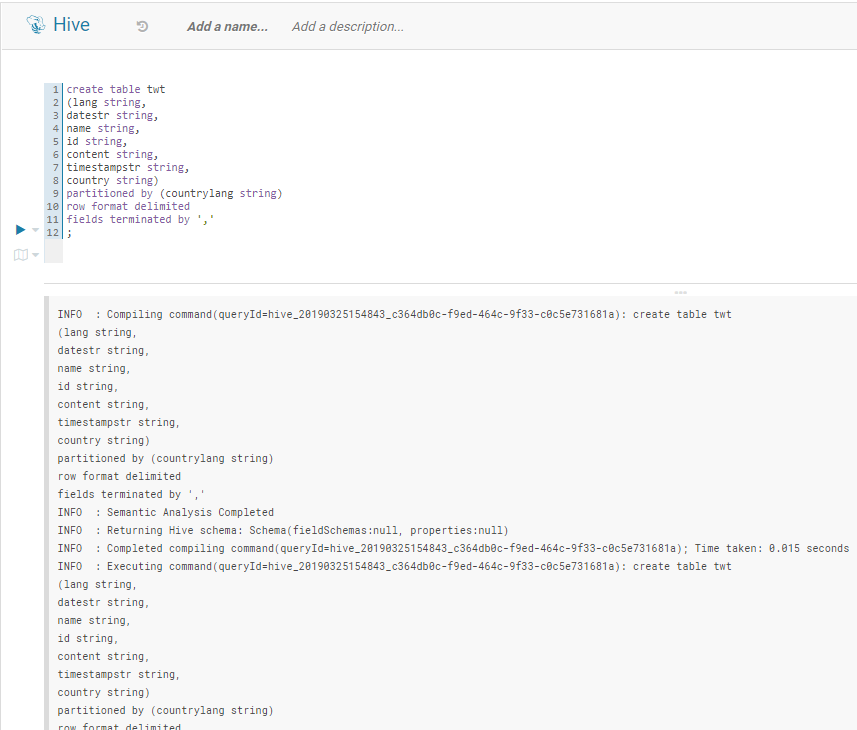 Hive Add a name... Add a description...
1 create table twt
2 (lang string,
3 datestr string,
4 name string,
5 id string,
6 content string,
7 timestampstr string,
8 country string)
9 partitioned by (countrylang string)
10 row format delimited
11 fields terminated by ','
12 ;
INFO  : Compiling command(queryId=hive_20190325154843_c364db0c-f9ed-464c-9f33-c0c5e731681a): create table twt
(lang string,
datestr string,
name string,
id string,
content string,
timestampstr string,
country string)
partitioned by (countrylang string)
row format delimited
fields terminated by ','
INFO  : Semantic Analysis Completed
INFO  : Returning Hive schema: Schema(fieldSchemas:null, properties:null)
INFO  : Completed compiling command(queryId=hive_20190325154843_c364db0c-f9ed-464c-9f33-c0c5e731681a); Time taken: 0.015 seconds
INFO  : Executing command(queryId=hive_20190325154843_c364db0c-f9ed-464c-9f33-c0c5e731681a): create table twt
(lang string,
datestr string,
name string,
id string,
content string,
timestampstr string,
country string)
partitioned by (countrylang string)
row format delimited